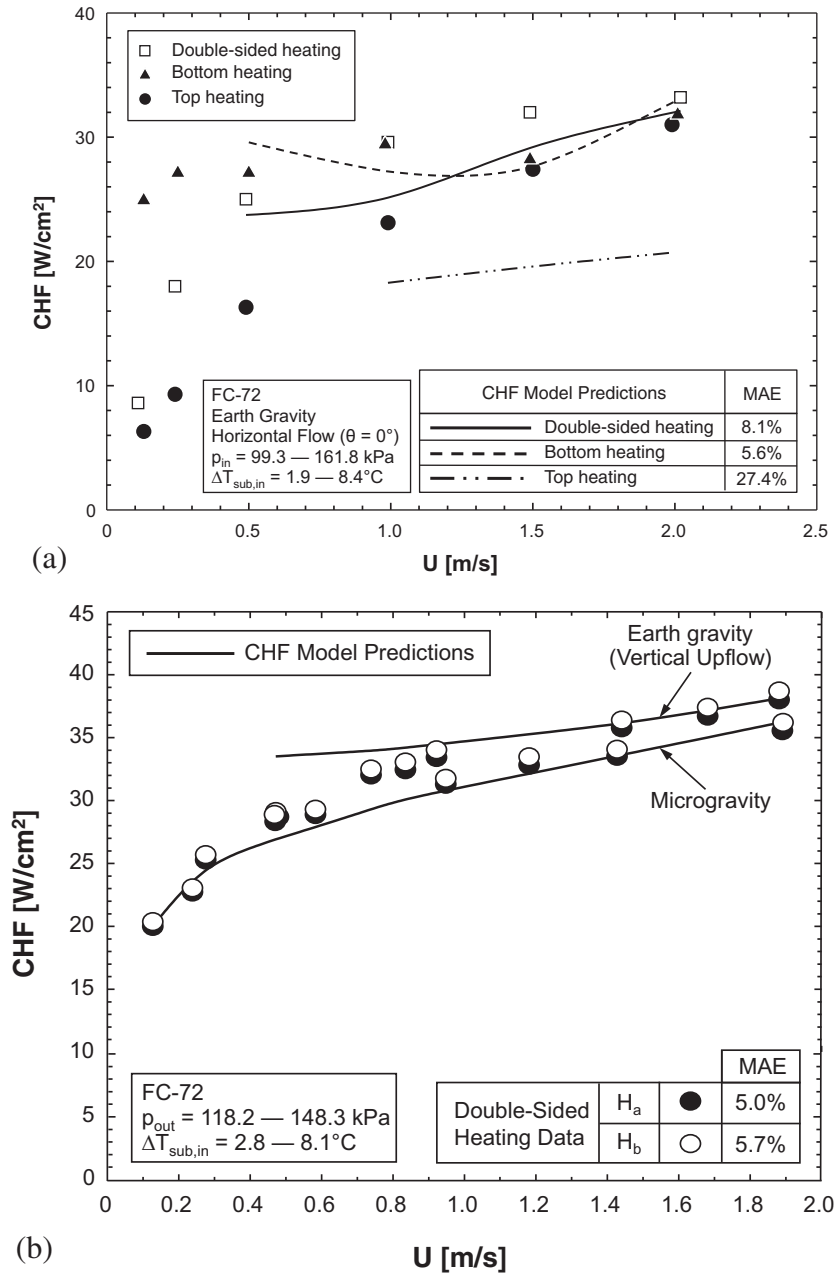 40
30
20
10
0
CHF [W/cm²]
Double-sided heating
Bottom heating
Top heating
FC-72
Earth Gravity
Horizontal Flow (θ = 0°)
p_in = 99.3 — 161.8 kPa
ΔT_sub,in = 1.9 — 8.4°C
CHF Model Predictions MAE
Double-sided heating 8.1%
Bottom heating 5.6%
Top heating 27.4%
0 0.5 1.0 1.5 2.0 2.5
U [m/s]
(a)
45
40
35
30
25
20
15
10
5
0
CHF [W/cm²]
CHF Model Predictions
Earth gravity
(Vertical Upflow)
Microgravity
FC-72
p_out = 118.2 — 148.3 kPa
ΔT_sub,in = 2.8 — 8.1°C
MAE
Double-Sided
Heating Data
H_a 5.0%
H_b 5.7%
0 0.2 0.4 0.6 0.8 1.0 1.2 1.4 1.6 1.8 2.0
U [m/s]
(b)